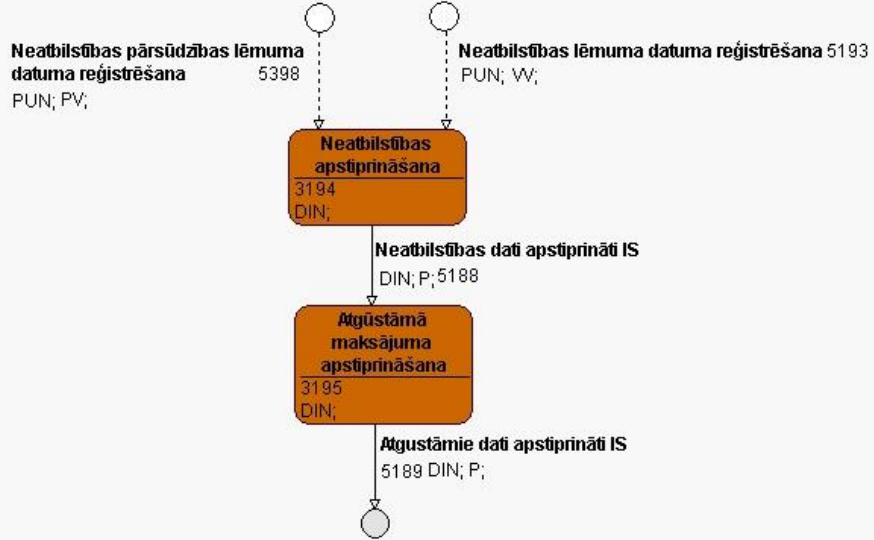 Neatbilstības pārsūdzības lēmuma
datuma reģistrēšana 5398
PUN; PV;
Neatbilstības lēmuma datuma reģistrēšana 5193
PUN; VV;
Neatbilstības
apstiprināšana
3194
DIN;
Neatbilstības dati apstiprināti IS
DIN; P; 5188
Atgūstāmā
maksājuma
apstiprināšana
3195
DIN;
Atgustāmie dati apstiprināti IS
5189 DIN; P;